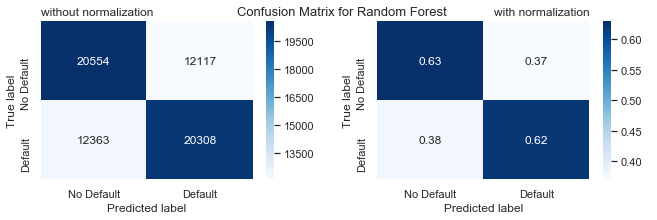 Confusion Matrix for Random Forest
without normalization
True label
No Default
Default
20554 12117
12363 20308
No Default Default
Predicted label
19500
18000
16500
15000
13500
with normalization
True label
No Default
Default
0.63 0.37
0.38 0.62
No Default Default
Predicted label
0.60
0.55
0.50
0.45
0.40